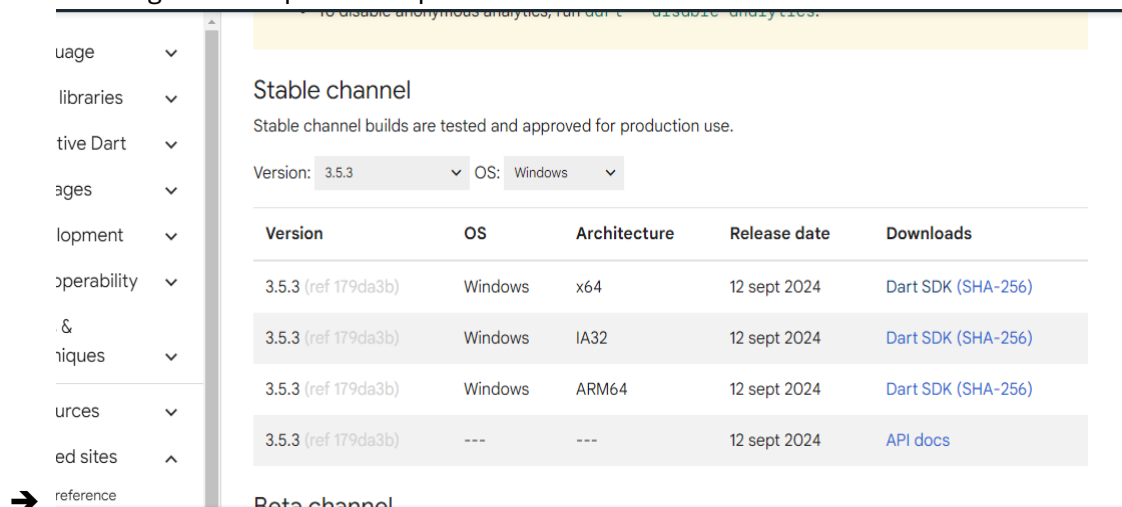 uage
libraries
tive Dart
ages
lopment
operability
&
niques
urces
ed sites
reference
To disable anonymous analytics, run dart --disable-analytics.
Stable channel
Stable channel builds are tested and approved for production use.
Version: 3.5.3 OS: Windows
Version OS Architecture Release date Downloads
3.5.3 (ref 179da3b) Windows x64 12 sept 2024 Dart SDK (SHA-256)
3.5.3 (ref 179da3b) Windows IA32 12 sept 2024 Dart SDK (SHA-256)
3.5.3 (ref 179da3b) Windows ARM64 12 sept 2024 Dart SDK (SHA-256)
3.5.3 (ref 179da3b) --- --- 12 sept 2024 API docs
Beta channel